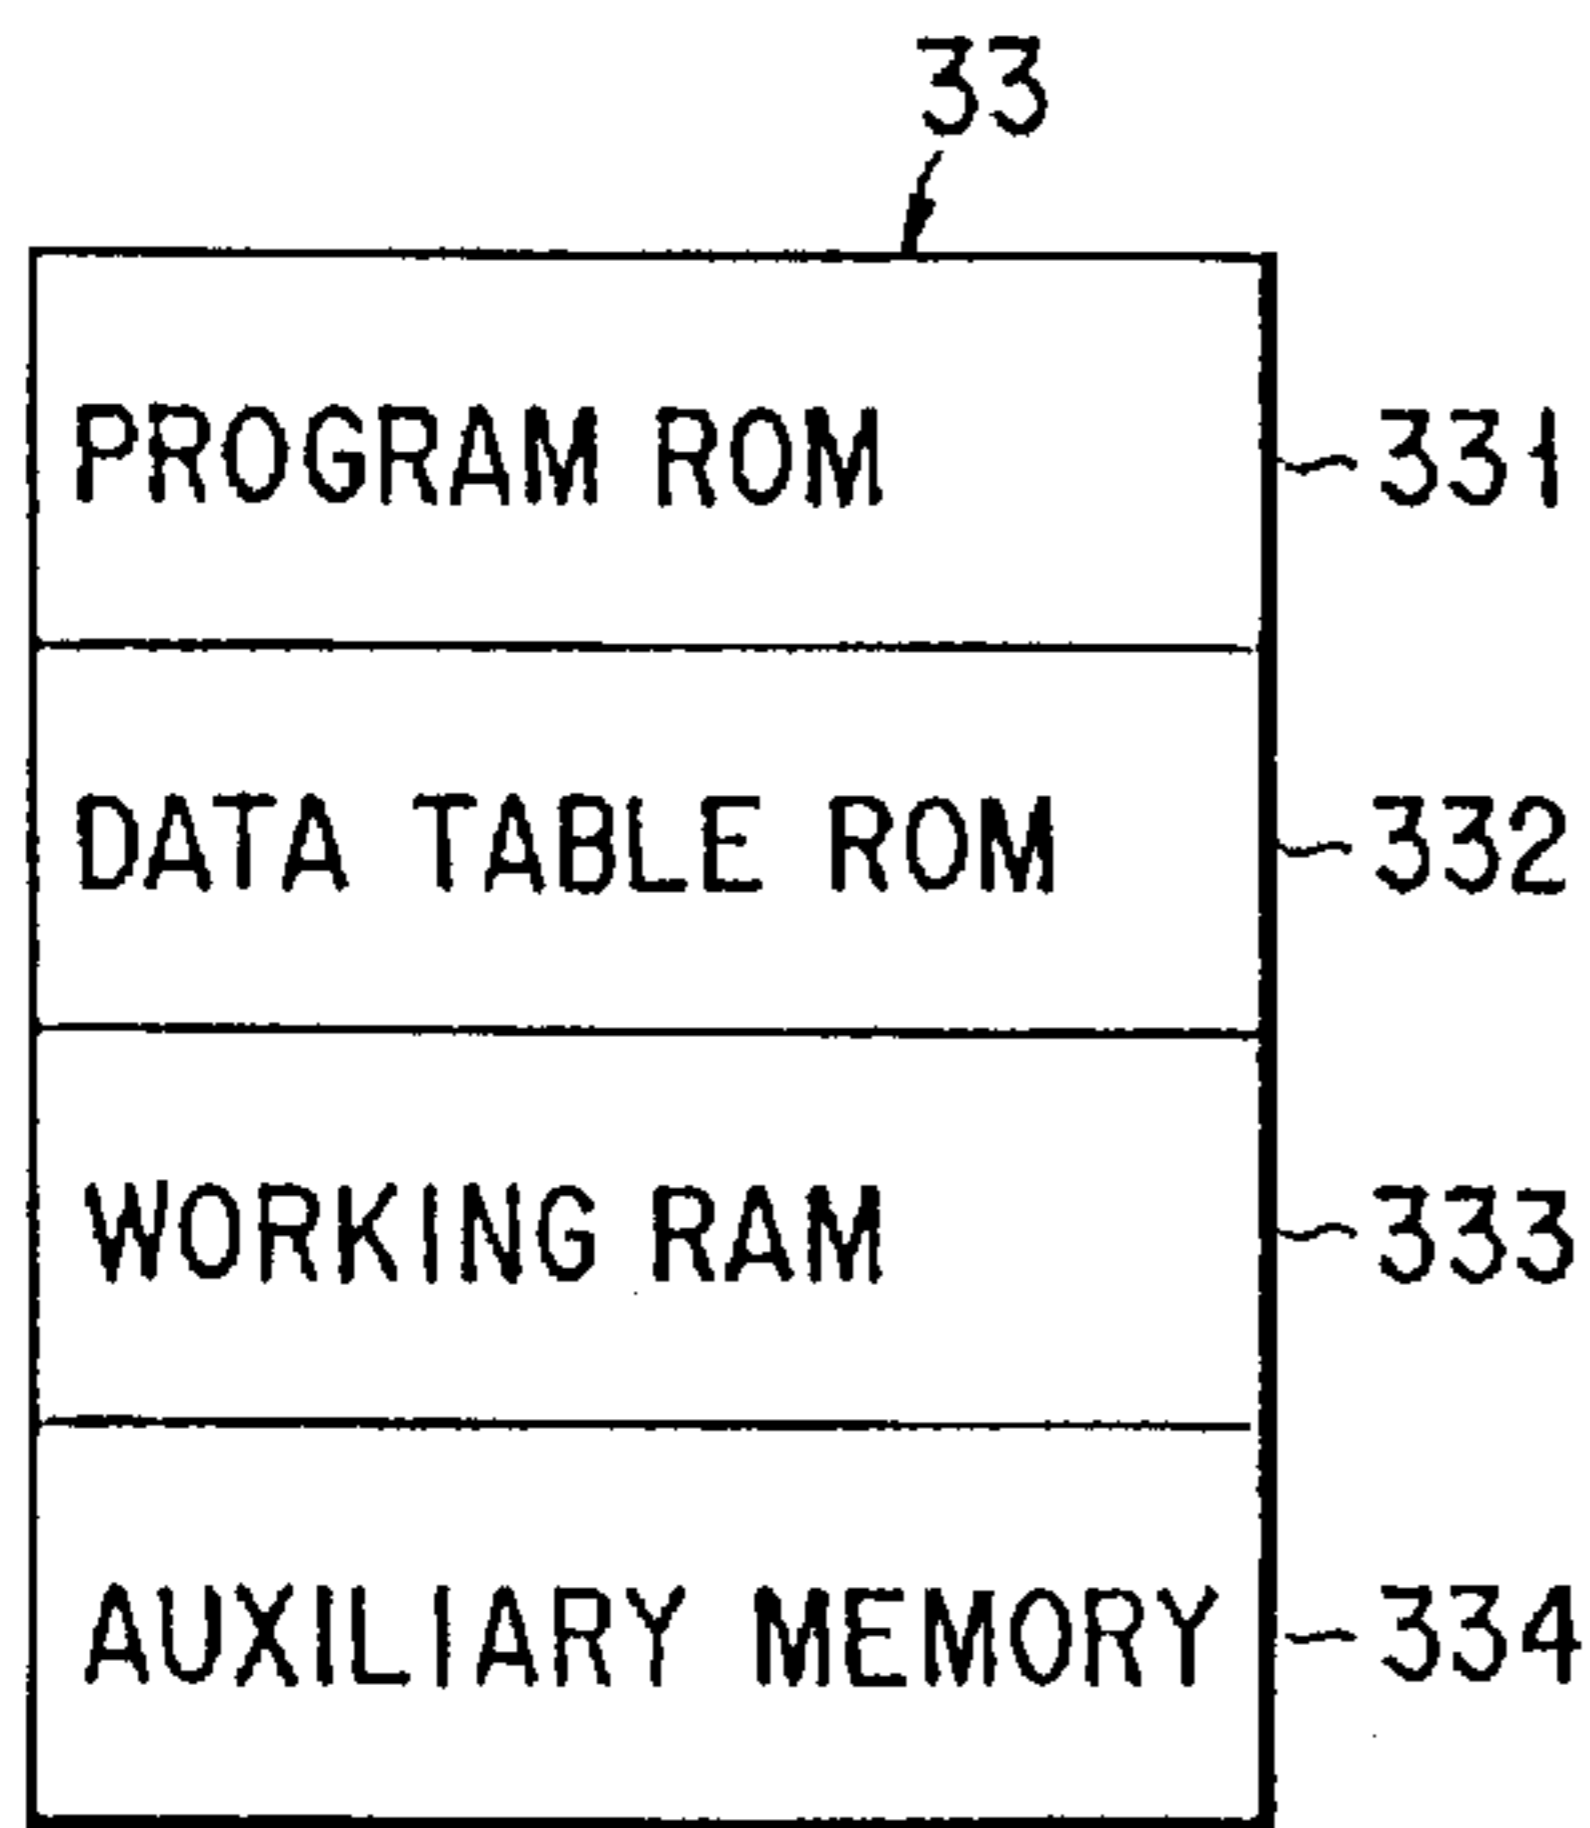 33
PROGRAM ROM 331
DATA TABLE ROM 332
WORKING RAM 333
AUXILIARY MEMORY 334